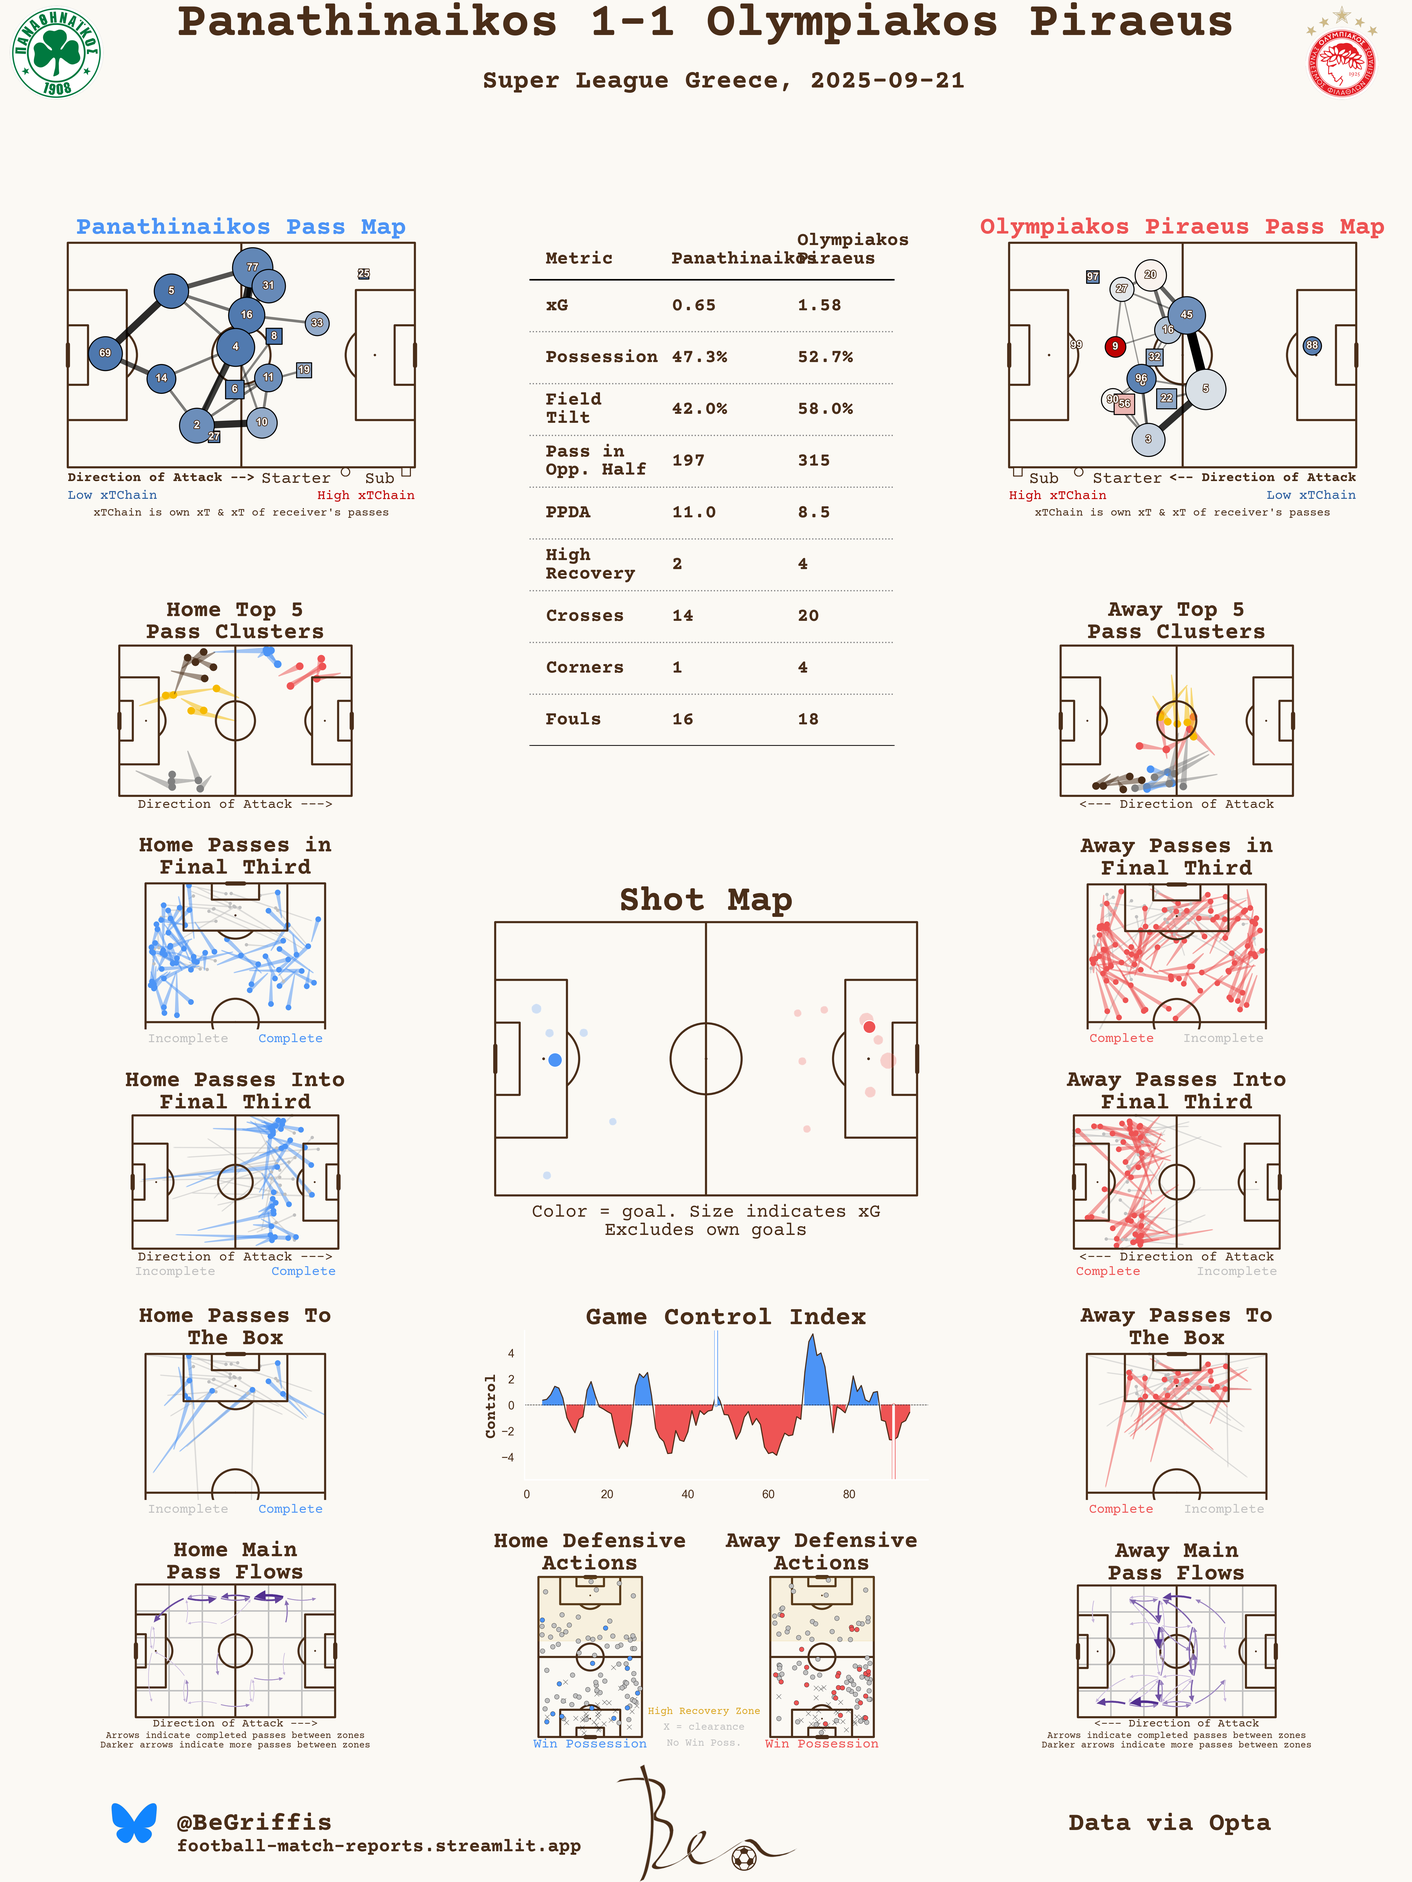 Panathinaikos 1-1 Olympiakos Piraeus
Super League Greece, 2025-09-21
ΠΑΝΑΘΗΝΑΪΚΟΣ
1908
1925
Panathinaikos Pass Map
77
25
5
31
16
33
8
4
69
14
11
19
6
2
10
27
Direction of Attack --> Starter Sub
Low xTChain High xTChain
xTChain is own xT & xT of receiver's passes
Metric Panathinaikos Olympiakos Piraeus
xG 0.65 1.58
Possession 47.3% 52.7%
Field Tilt 42.0% 58.0%
Pass in Opp. Half 197 315
PPDA 11.0 8.5
High Recovery 2 4
Crosses 14 20
Corners 1 4
Fouls 16 18
Olympiakos Piraeus Pass Map
97
20
27
45
16
99
9
32
88
96
5
90
56
22
3
Sub Starter <-- Direction of Attack
High xTChain Low xTChain
xTChain is own xT & xT of receiver's passes
Home Top 5
Pass Clusters
Direction of Attack --->
Away Top 5
Pass Clusters
<--- Direction of Attack
Home Passes in
Final Third
Incomplete Complete
Away Passes in
Final Third
Complete Incomplete
Shot Map
Color = goal. Size indicates xG
Excludes own goals
Home Passes Into
Final Third
Direction of Attack --->
Incomplete Complete
Away Passes Into
Final Third
<--- Direction of Attack
Complete Incomplete
Home Passes To
The Box
Incomplete Complete
Game Control Index
Control
4
2
0
−2
−4
0 20 40 60 80
Away Passes To
The Box
Complete Incomplete
Home Main
Pass Flows
Direction of Attack --->
Arrows indicate completed passes between zones
Darker arrows indicate more passes between zones
Home Defensive
Actions
Win Possession
Away Defensive
Actions
Win Possession
High Recovery Zone
X = clearance
No Win Poss.
Away Main
Pass Flows
<--- Direction of Attack
Arrows indicate completed passes between zones
Darker arrows indicate more passes between zones
@BeGriffis
football-match-reports.streamlit.app
Ben
Data via Opta